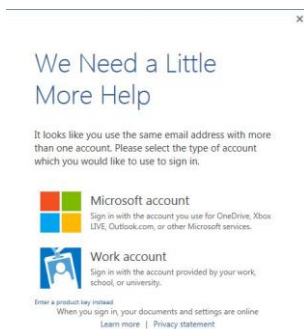 We Need a Little
More Help
It looks like you use the same email address with more
than one account. Please select the type of account
which you would like to use to sign in.
Microsoft account
Sign in with the account you use for OneDrive, Xbox
LIVE, Outlook.com, or other Microsoft services.
Work account
Sign in with the account provided by your work,
school, or university.
Enter a product key instead
When you sign in, your documents and settings are online
Learn more | Privacy statement